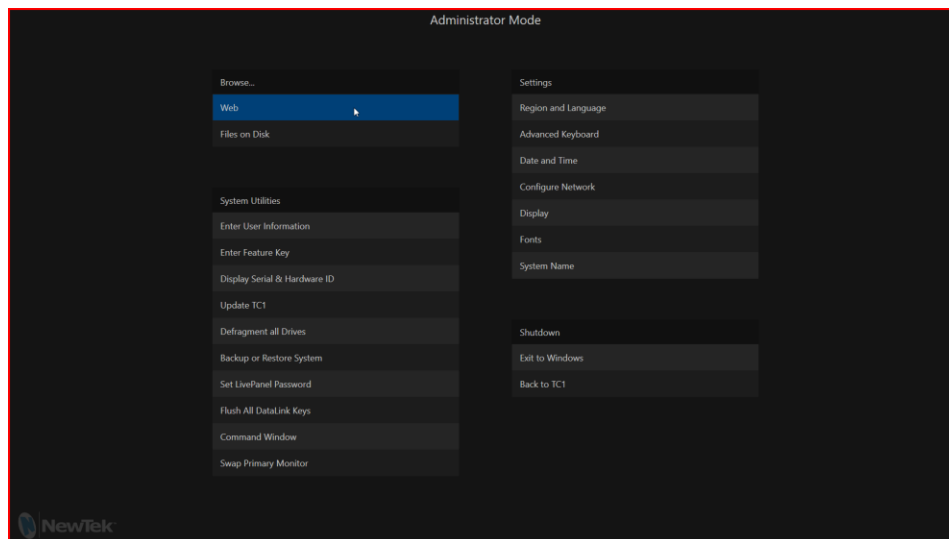 Administrator Mode
Browse...
Web
Files on Disk
System Utilities
Enter User Information
Enter Feature Key
Display Serial & Hardware ID
Update TC1
Defragment all Drives
Backup or Restore System
Set LivePanel Password
Flush All DataLink Keys
Command Window
Swap Primary Monitor
Settings
Region and Language
Advanced Keyboard
Date and Time
Configure Network
Display
Fonts
System Name
Shutdown
Exit to Windows
Back to TC1
NewTek